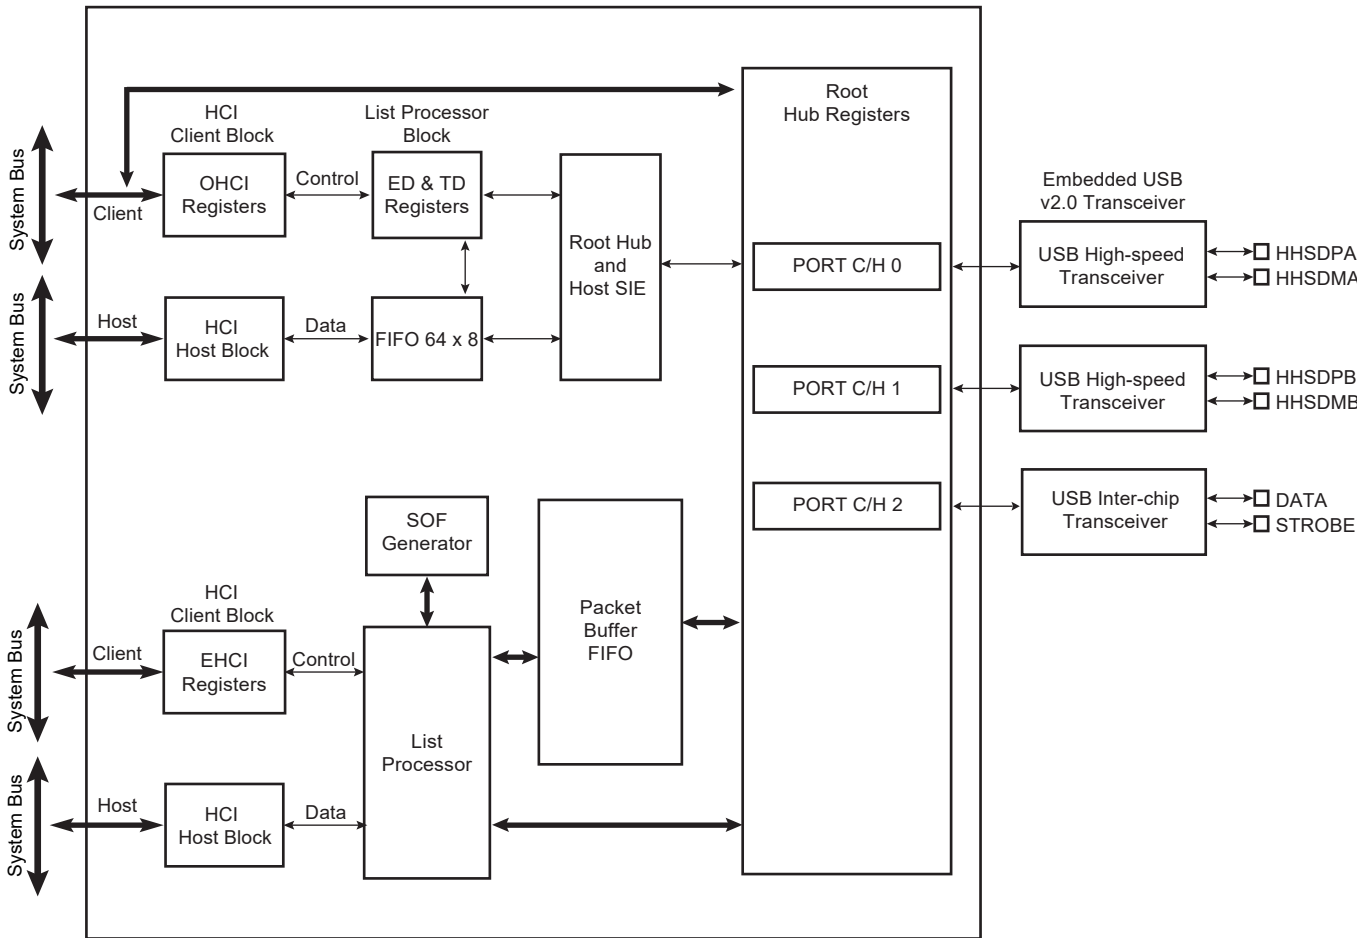 Root
Hub Registers
HCI
Client Block
List Processor
Block
System Bus
Client
OHCI
Registers
Control
ED & TD
Registers
Root Hub
and
Host SIE
PORT C/H 0
Embedded USB
v2.0 Transceiver
USB High-speed
Transceiver
HHSDPA
HHSDMA
System Bus
Host
HCI
Host Block
Data
FIFO 64 x 8
PORT C/H 1
USB High-speed
Transceiver
HHSDPB
HHSDMB
PORT C/H 2
USB Inter-chip
Transceiver
DATA
STROBE
SOF
Generator
HCI
Client Block
System Bus
Client
EHCI
Registers
Control
List
Processor
Packet
Buffer
FIFO
System Bus
Host
HCI
Host Block
Data